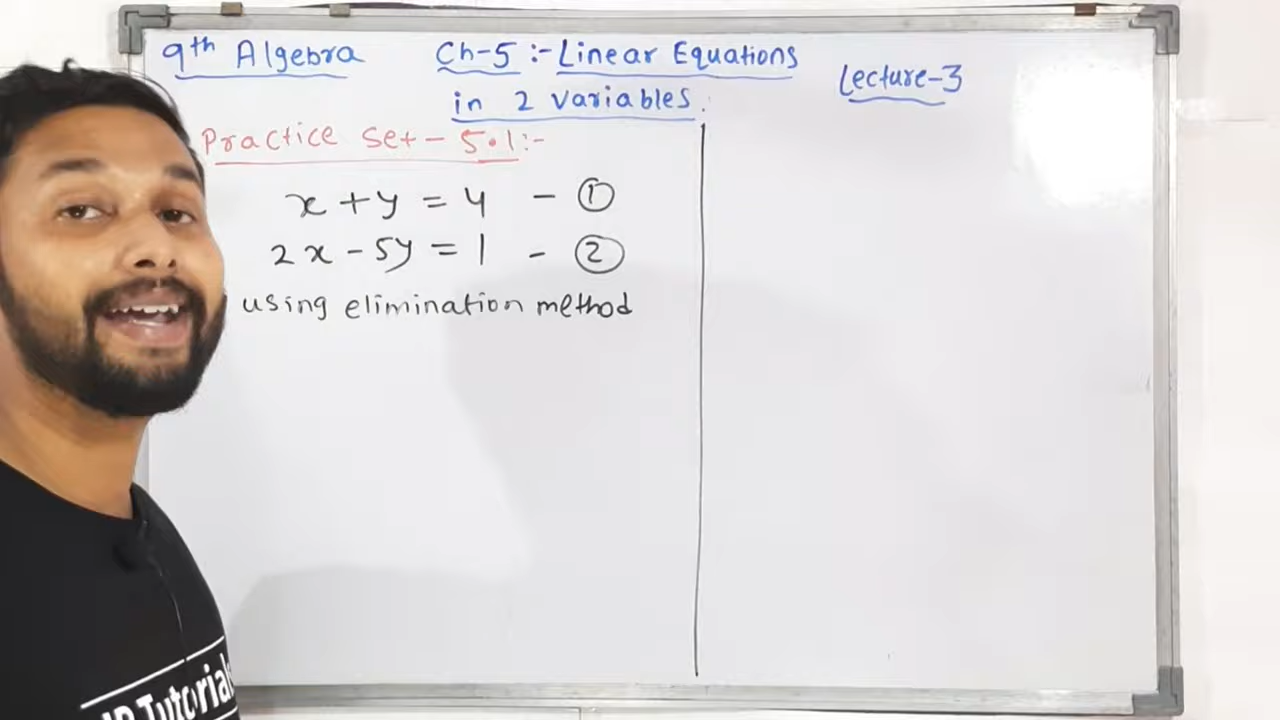 9th Algebra Ch-5 :- Linear Equations
in 2 variables.
Lecture-3
Practice set - 5.1:-
x + y = 4 - ①
2x - 5y = 1 - ②
using elimination method
Tutorial